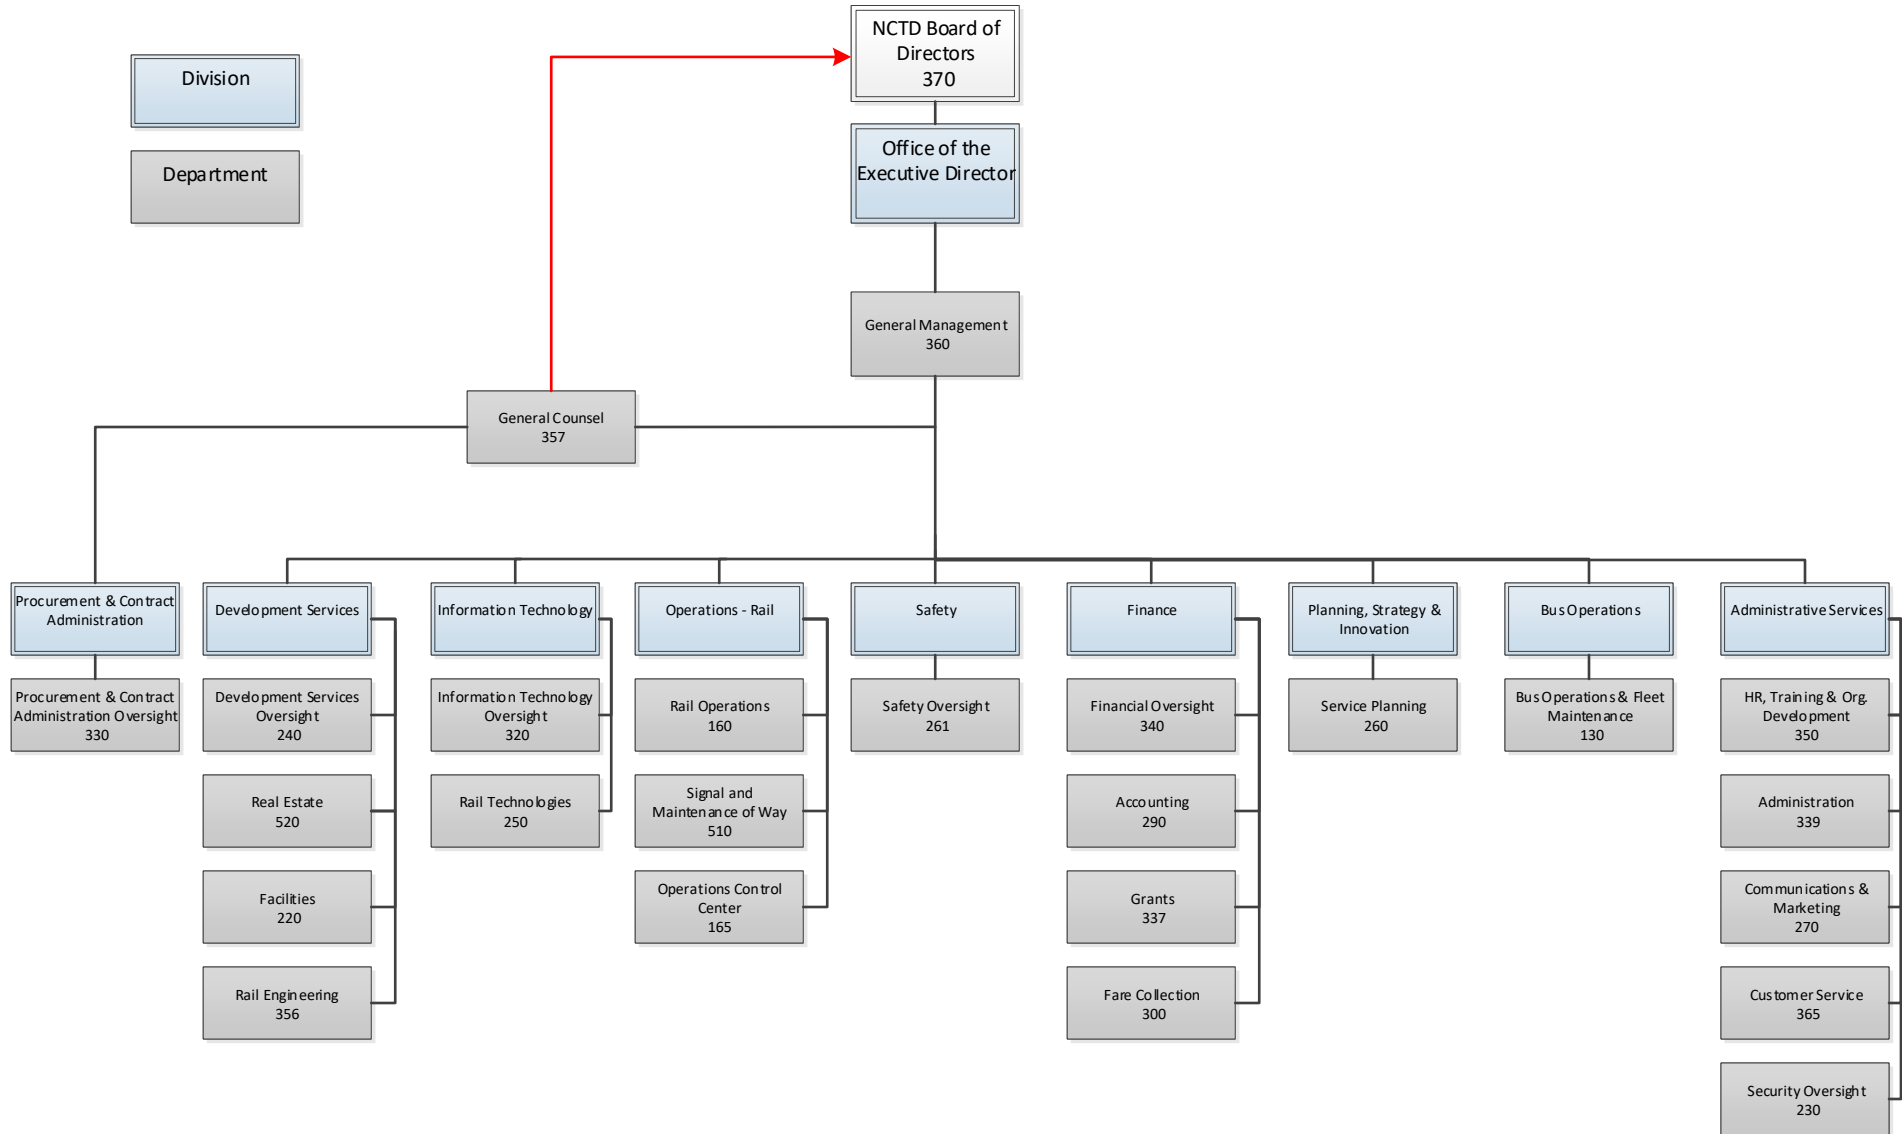 NCTD Board of
Directors
370
Division
Department
Office of the
Executive Director
General Management
360
General Counsel
357
Procurement & Contract
Administration
Procurement & Contract
Administration Oversight
330
Development Services
Development Services
Oversight
240
Real Estate
520
Facilities
220
Rail Engineering
356
Information Technology
Information Technology
Oversight
320
Rail Technologies
250
Operations - Rail
Rail Operations
160
Signal and
Maintenance of Way
510
Operations Control
Center
165
Safety
Safety Oversight
261
Finance
Financial Oversight
340
Accounting
290
Grants
337
Fare Collection
300
Planning, Strategy &
Innovation
Service Planning
260
Bus Operations
Bus Operations & Fleet
Maintenance
130
Administrative Services
HR, Training & Org.
Development
350
Administration
339
Communications &
Marketing
270
Customer Service
365
Security Oversight
230